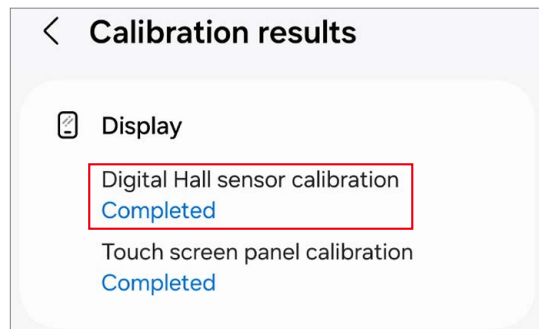 Calibration results
Display
Digital Hall sensor calibration
Completed
Touch screen panel calibration
Completed